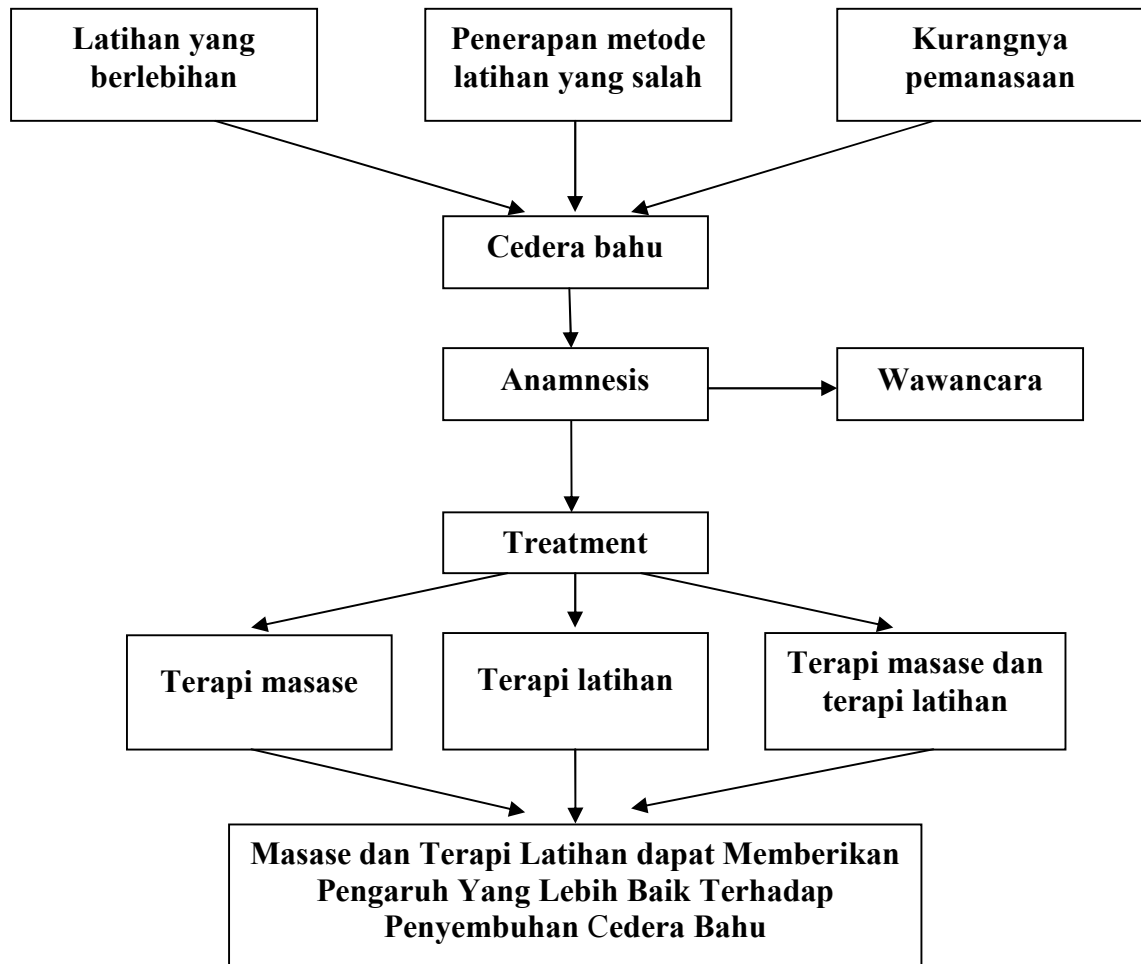 Latihan yang
berlebihan
Penerapan metode
latihan yang salah
Kurangnya
pemanasaan
Cedera bahu
Anamnesis
Wawancara
Treatment
Terapi masase
Terapi latihan
Terapi masase dan
terapi latihan
Masase dan Terapi Latihan dapat Memberikan
Pengaruh Yang Lebih Baik Terhadap
Penyembuhan Cedera Bahu